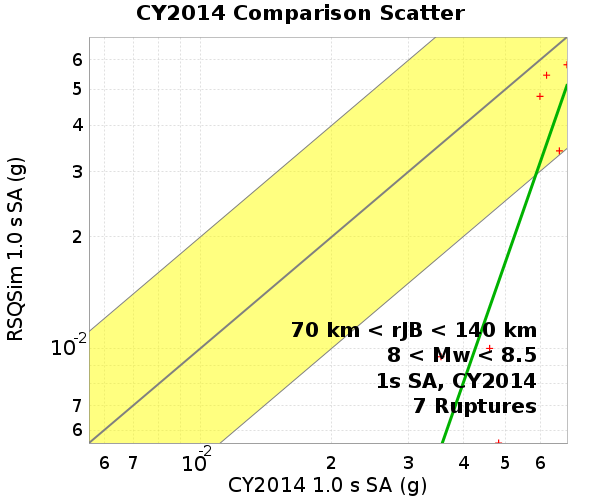 CY2014 Comparison Scatter
RSQSim 1.0 s SA (g)
6
5
4
3
2
10-2
7
6
70 km < rJB < 140 km
8 < Mw < 8.5
1s SA, CY2014
7 Ruptures
6 7 10-2 2 3 4 5 6
CY2014 1.0 s SA (g)